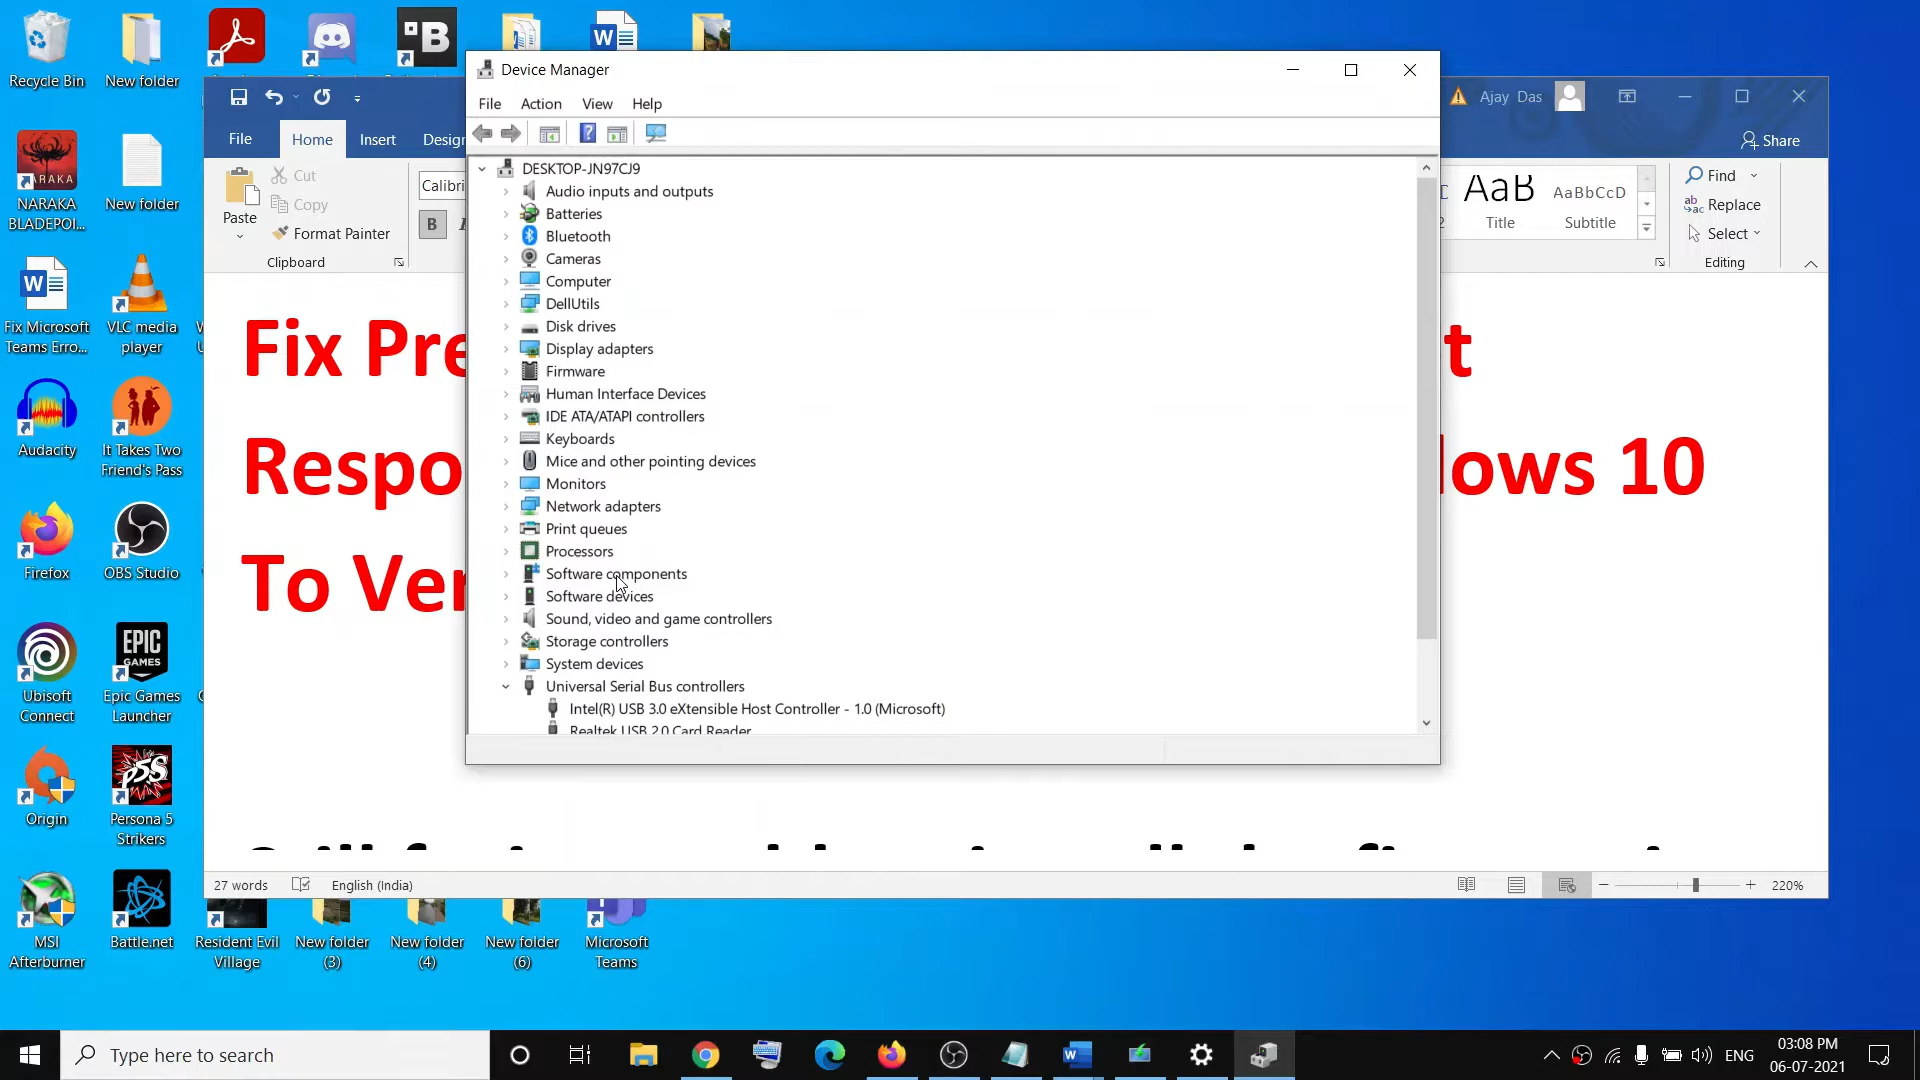 Recycle Bin
New folder
NARAKA
BLADEPOI...
New folder
Fix Microsoft
Teams Erro...
VLC media
player
Audacity
It Takes Two
Friend's Pass
Firefox
OBS Studio
Ubisoft
Connect
Epic Games
Launcher
Origin
Persona 5
Strikers
MSI
Afterburner
Battle.net
Resident Evil
Village
New folder
(3)
New folder
(4)
New folder
(6)
Microsoft
Teams
Device Manager
File Action View Help
DESKTOP-JN97CJ9
Audio inputs and outputs
Batteries
Bluetooth
Cameras
Computer
DellUtils
Disk drives
Display adapters
Firmware
Human Interface Devices
IDE ATA/ATAPI controllers
Keyboards
Mice and other pointing devices
Monitors
Network adapters
Print queues
Processors
Software components
Software devices
Sound, video and game controllers
Storage controllers
System devices
Universal Serial Bus controllers
Intel(R) USB 3.0 eXtensible Host Controller - 1.0 (Microsoft)
Realtek USB 2.0 Card Reader
Ajay Das
File Home Insert Design
Share
Paste
Cut
Copy
Format Painter
Clipboard
Calibri
B
AaB
Title
AaBbCcD
Subtitle
Find
Replace
Select
Editing
Fix Pre
t
Respo
lows 10
To Ver
27 words English (India)
220%
EPIC
GAMES
P5S
Type here to search
ENG
03:08 PM
06-07-2021